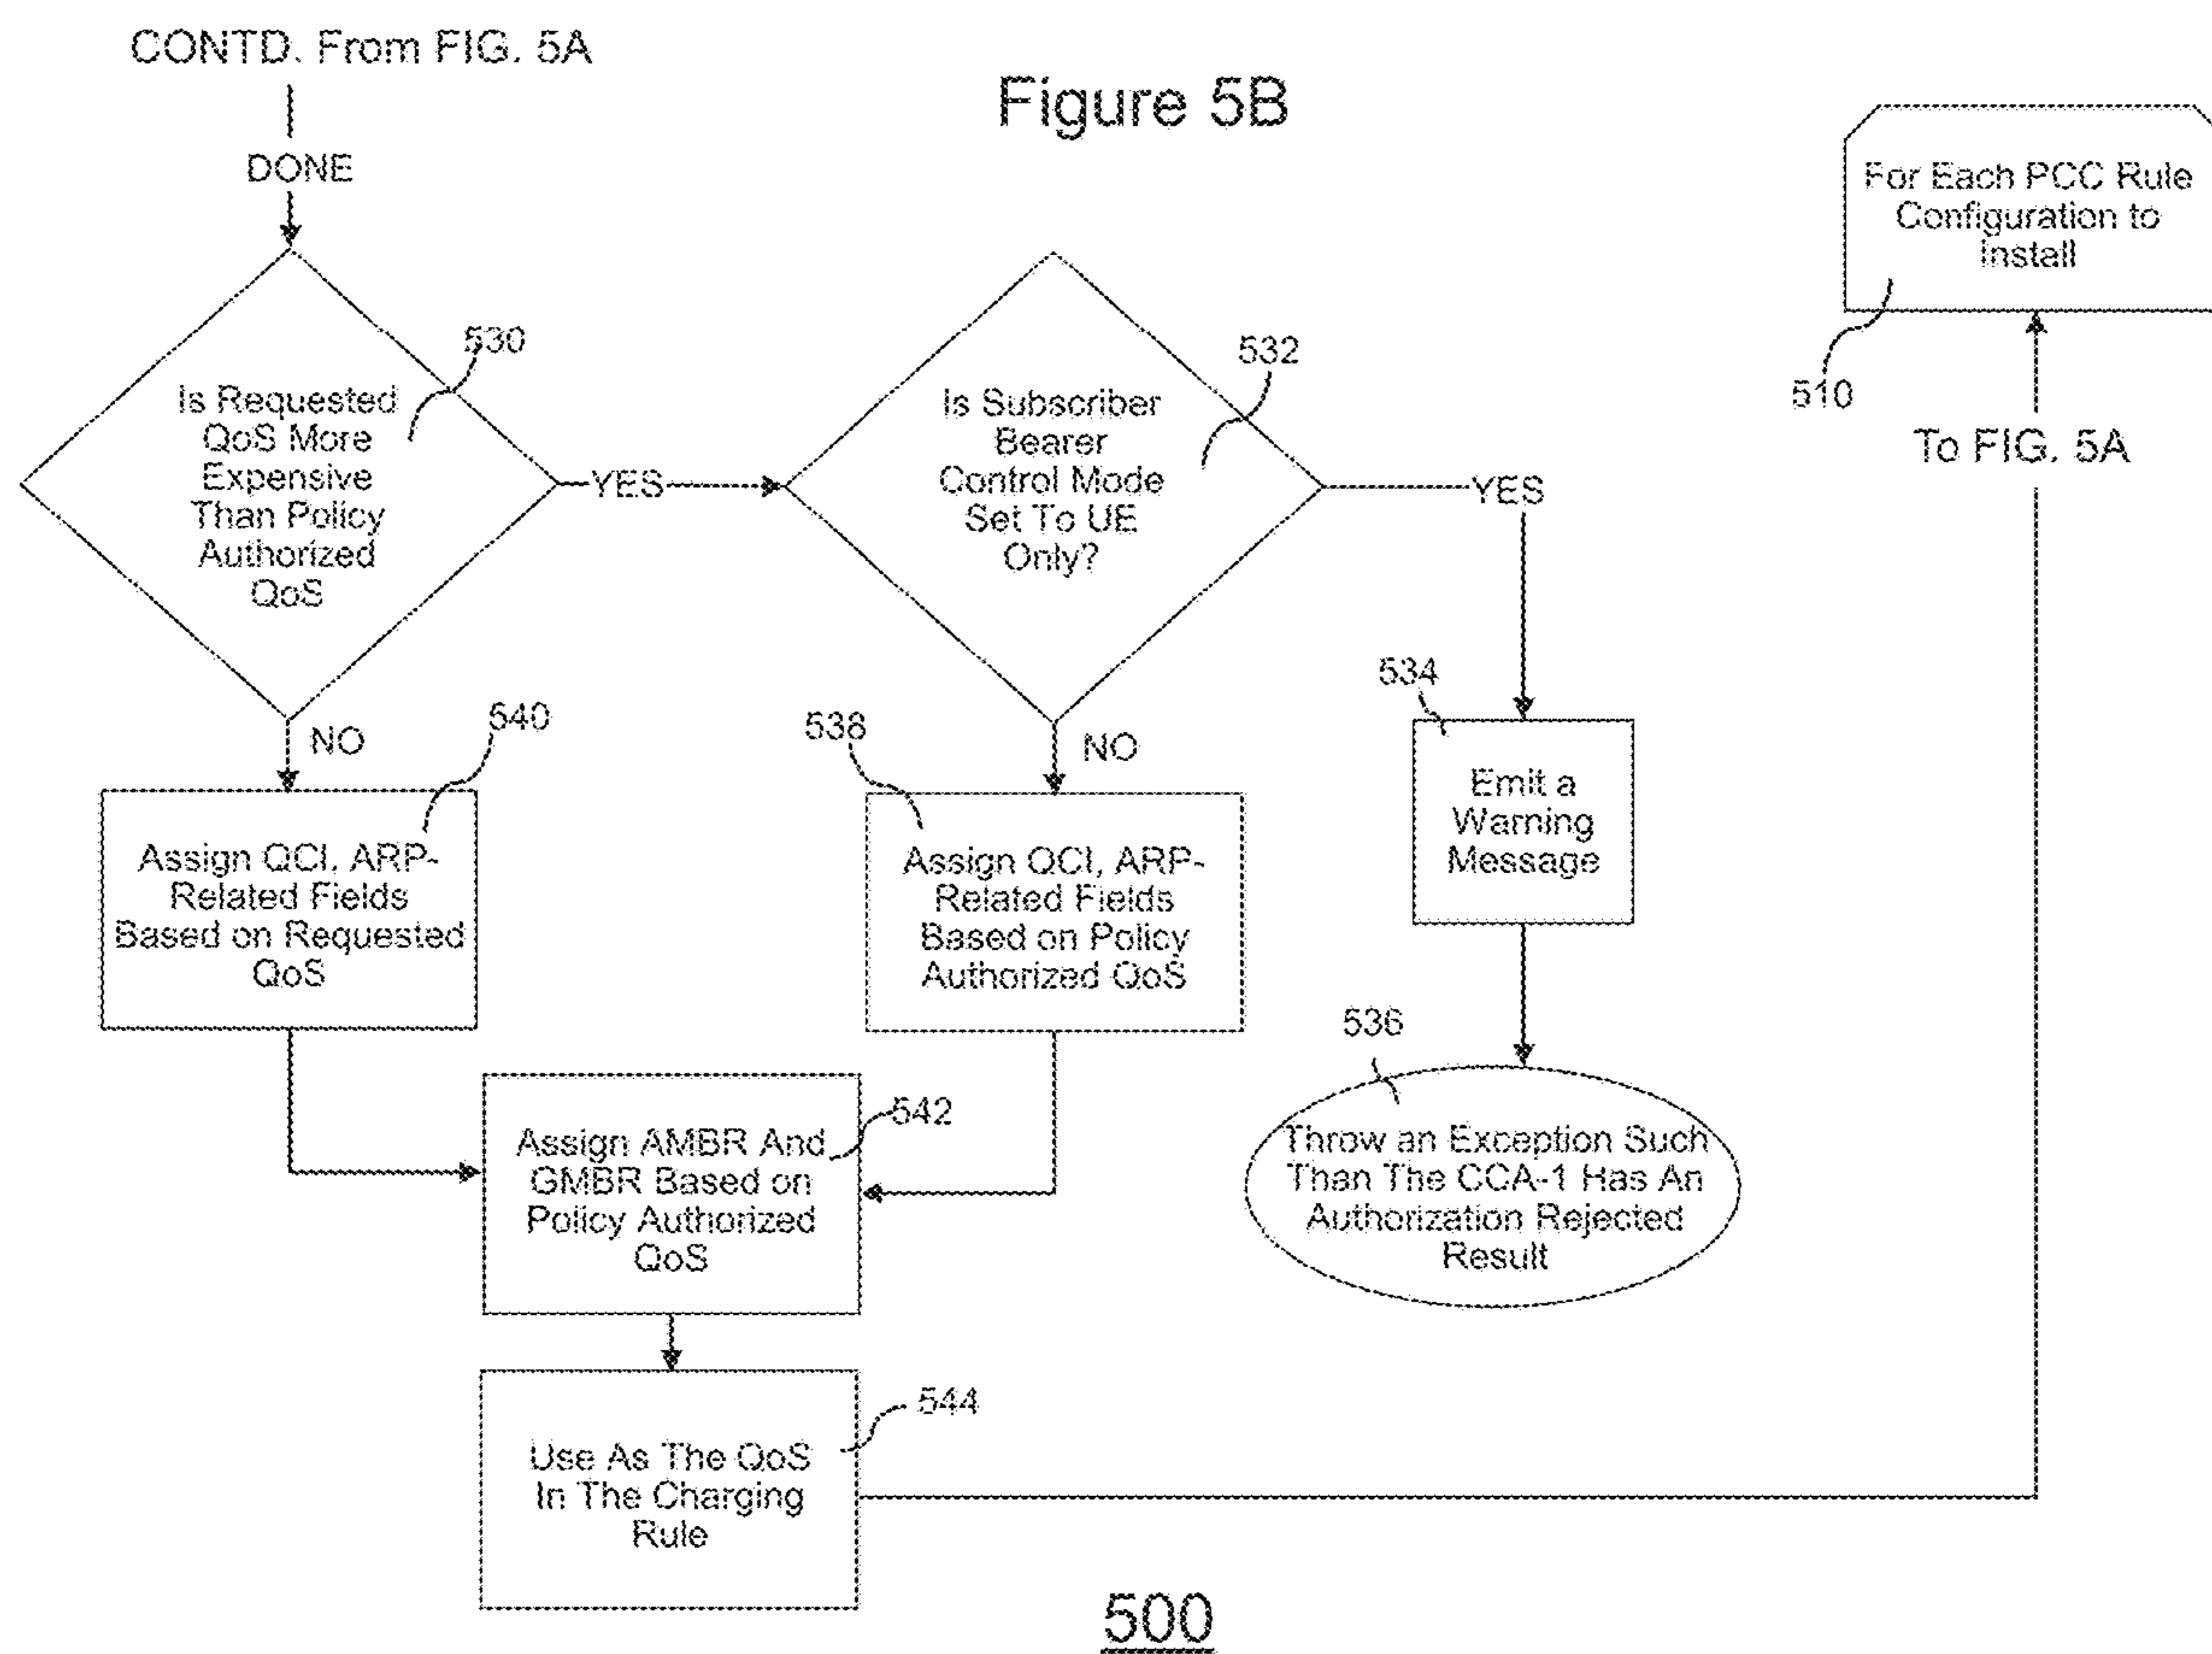 CONTD. From FIG. 5A
Figure 5B
DONE
For Each PCC Rule
Configuration to
Install
510
To FIG. 5A
530
Is Requested
QoS More
Expensive
Than Policy
Authorized
QoS
YES
532
Is Subscriber
Bearer
Control Mode
Set To UE
Only?
YES
NO
540
Assign QCI, ARP-
Related Fields
Based on Requested
QoS
538
NO
Assign QCI, ARP-
Related Fields
Based on Policy
Authorized QoS
534
Emit a
Warning
Message
536
Throw an Exception Such
Than The CCA-1 Has An
Authorization Rejected
Result
542
Assign AMBR And
GMBR Based on
Policy Authorized
QoS
544
Use As The QoS
In The Charging
Rule
500